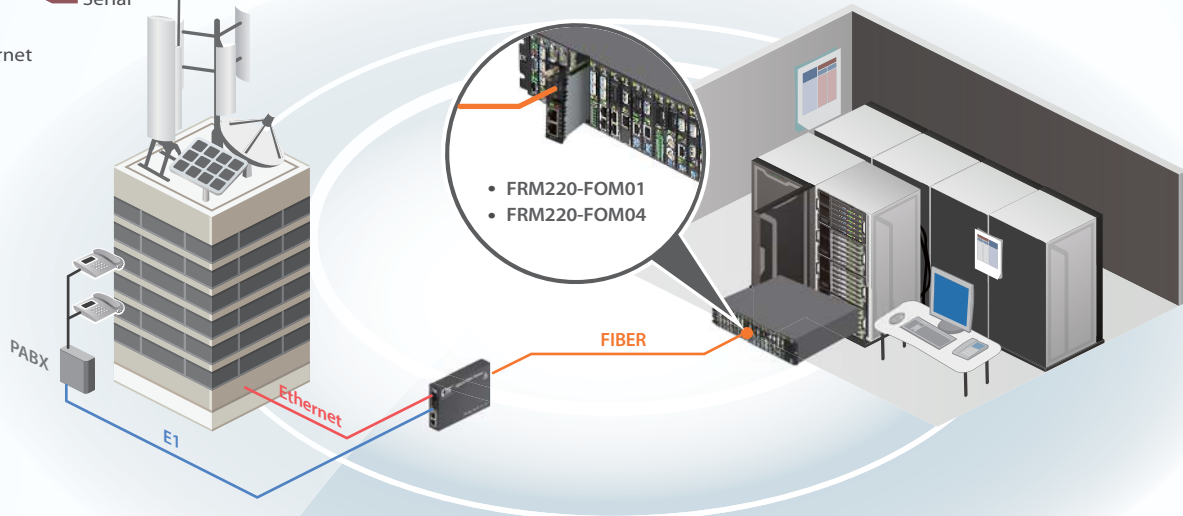 Serial
rnet
• FRM220-FOM01
• FRM220-FOM04
FIBER
PABX
Ethernet
E1